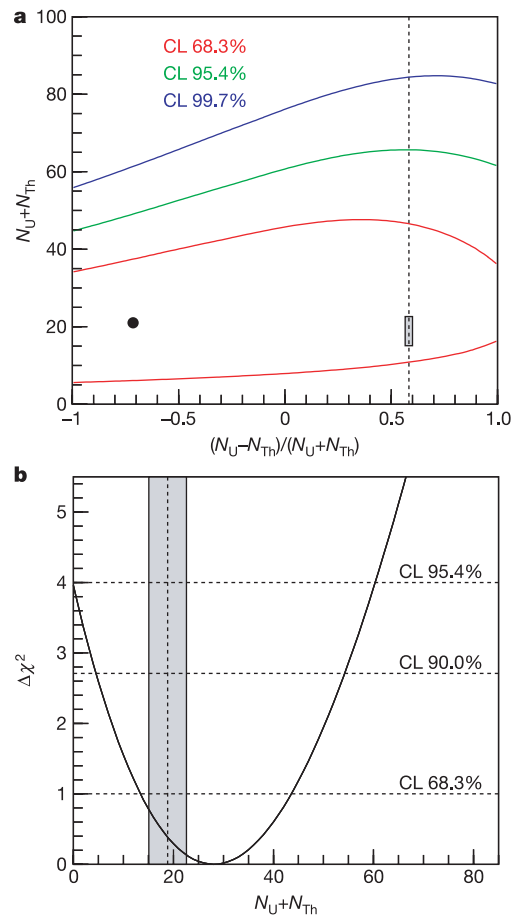 a
100
80
60
40
20
0
N_U+N_Th
CL 68.3%
CL 95.4%
CL 99.7%
−1 −0.5 0 0.5 1.0
(N_U−N_Th)/(N_U+N_Th)
b
5
4
3
2
1
0
Δχ²
CL 95.4%
CL 90.0%
CL 68.3%
0 20 40 60 80
N_U+N_Th